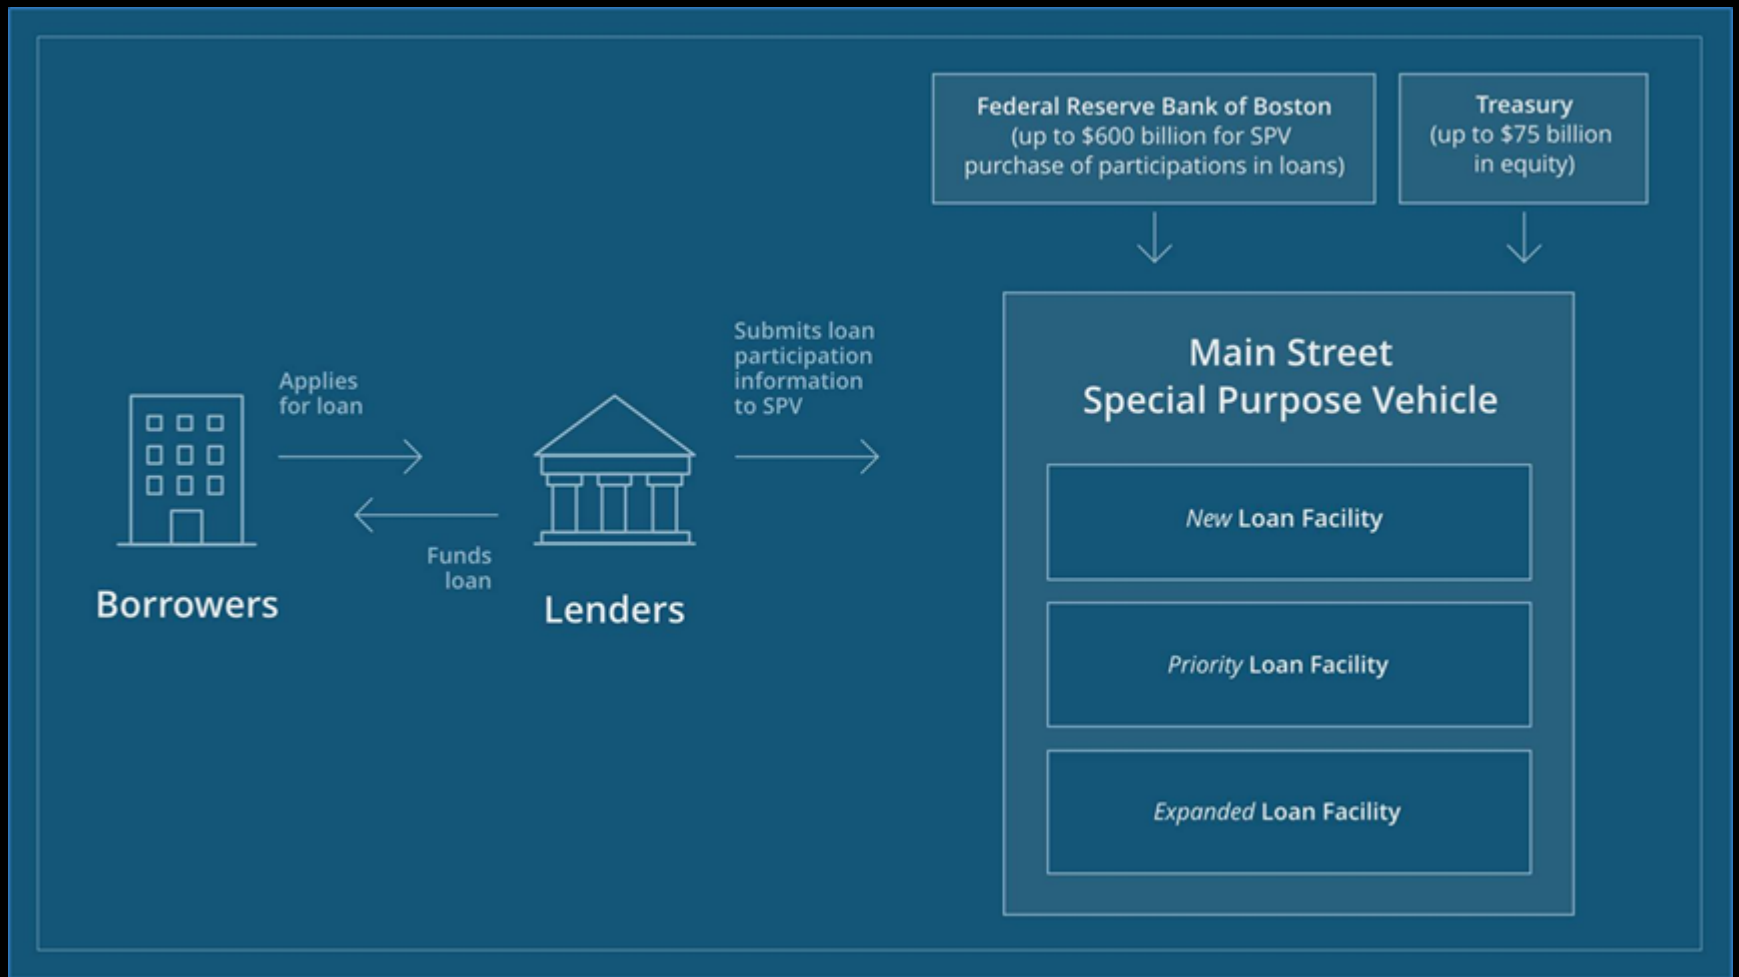 Federal Reserve Bank of Boston
(up to $600 billion for SPV
purchase of participations in loans)
Treasury
(up to $75 billion
in equity)
Applies
for loan
Funds
loan
Borrowers
Lenders
Submits loan
participation
information
to SPV
Main Street
Special Purpose Vehicle
New Loan Facility
Priority Loan Facility
Expanded Loan Facility